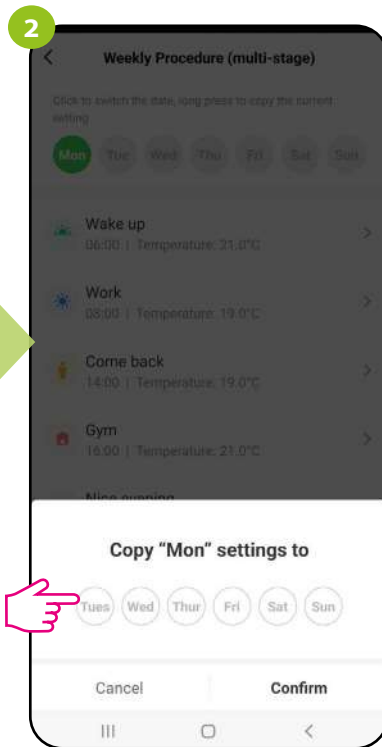 2
Weekly Procedure (multi-stage)
Click to switch the date, long press to copy the current
setting
Mon Tue Wed Thu Fri Sat Sun
Wake up
06:00 | Temperature: 21.0°C
Work
08:00 | Temperature: 19.0°C
Come back
14:00 | Temperature: 19.0°C
Gym
16:00 | Temperature: 21.0°C
Nice evening
Copy "Mon" settings to
Tues Wed Thur Fri Sat Sun
Cancel Confirm